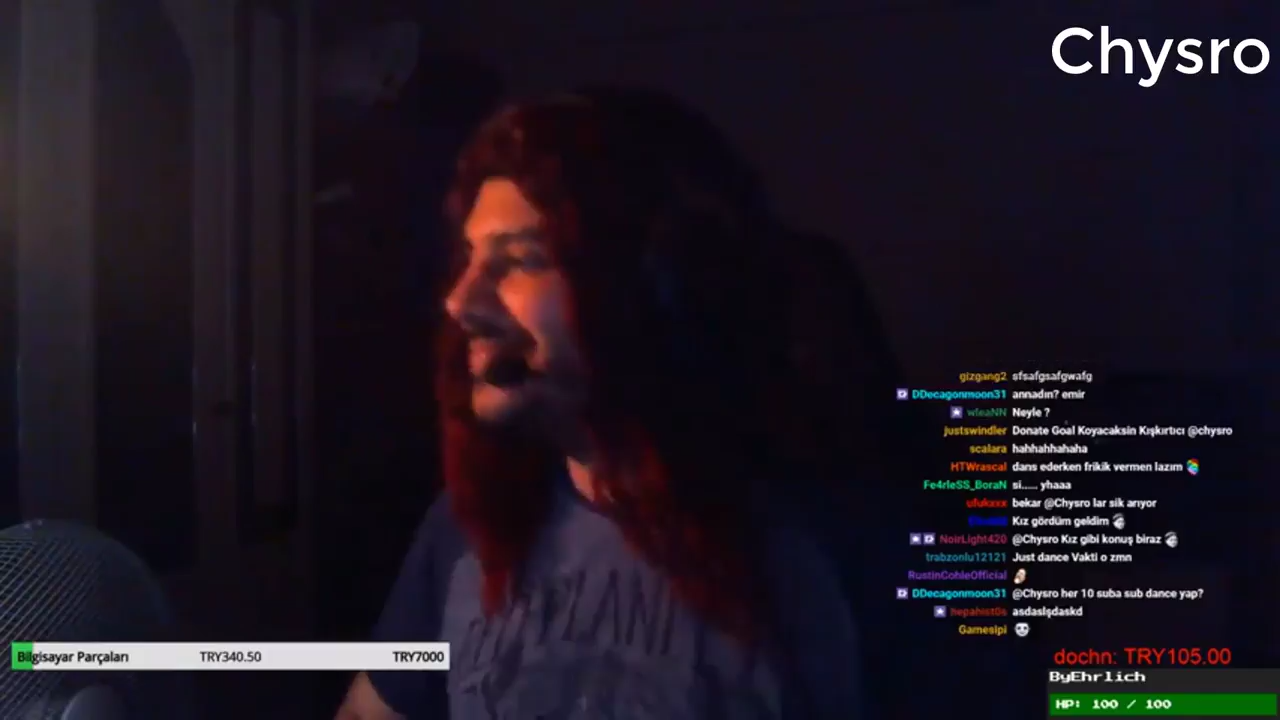 Chysro
gizgang2 sfsafgsafgwafg
DDecagonmoon31 annadın? emir
wleaNN Neyle ?
justswindler Donate Goal Koyacaksin Kışkırtıcı @chysro
scalara hahhahhahaha
HTWrascal dans ederken frikik vermen lazım
Fe4rleSS_BoraN si..... yhaaa
ufukxxx bekar @Chysro lar sik arıyor
Kız gördüm geldim
NoirLight420 @Chysro Kız gibi konuş biraz
trabzonlu12121 Just dance Vakti o zmn
RustinCohleOfficial
DDecagonmoon31 @Chysro her 10 suba sub dance yap?
hepahist0s asdasişdaskd
Gamesipi
Bilgisayar Parçaları TRY340.50 TRY7000
dochn: TRY105.00
ByEhrlich
HP: 100 / 100